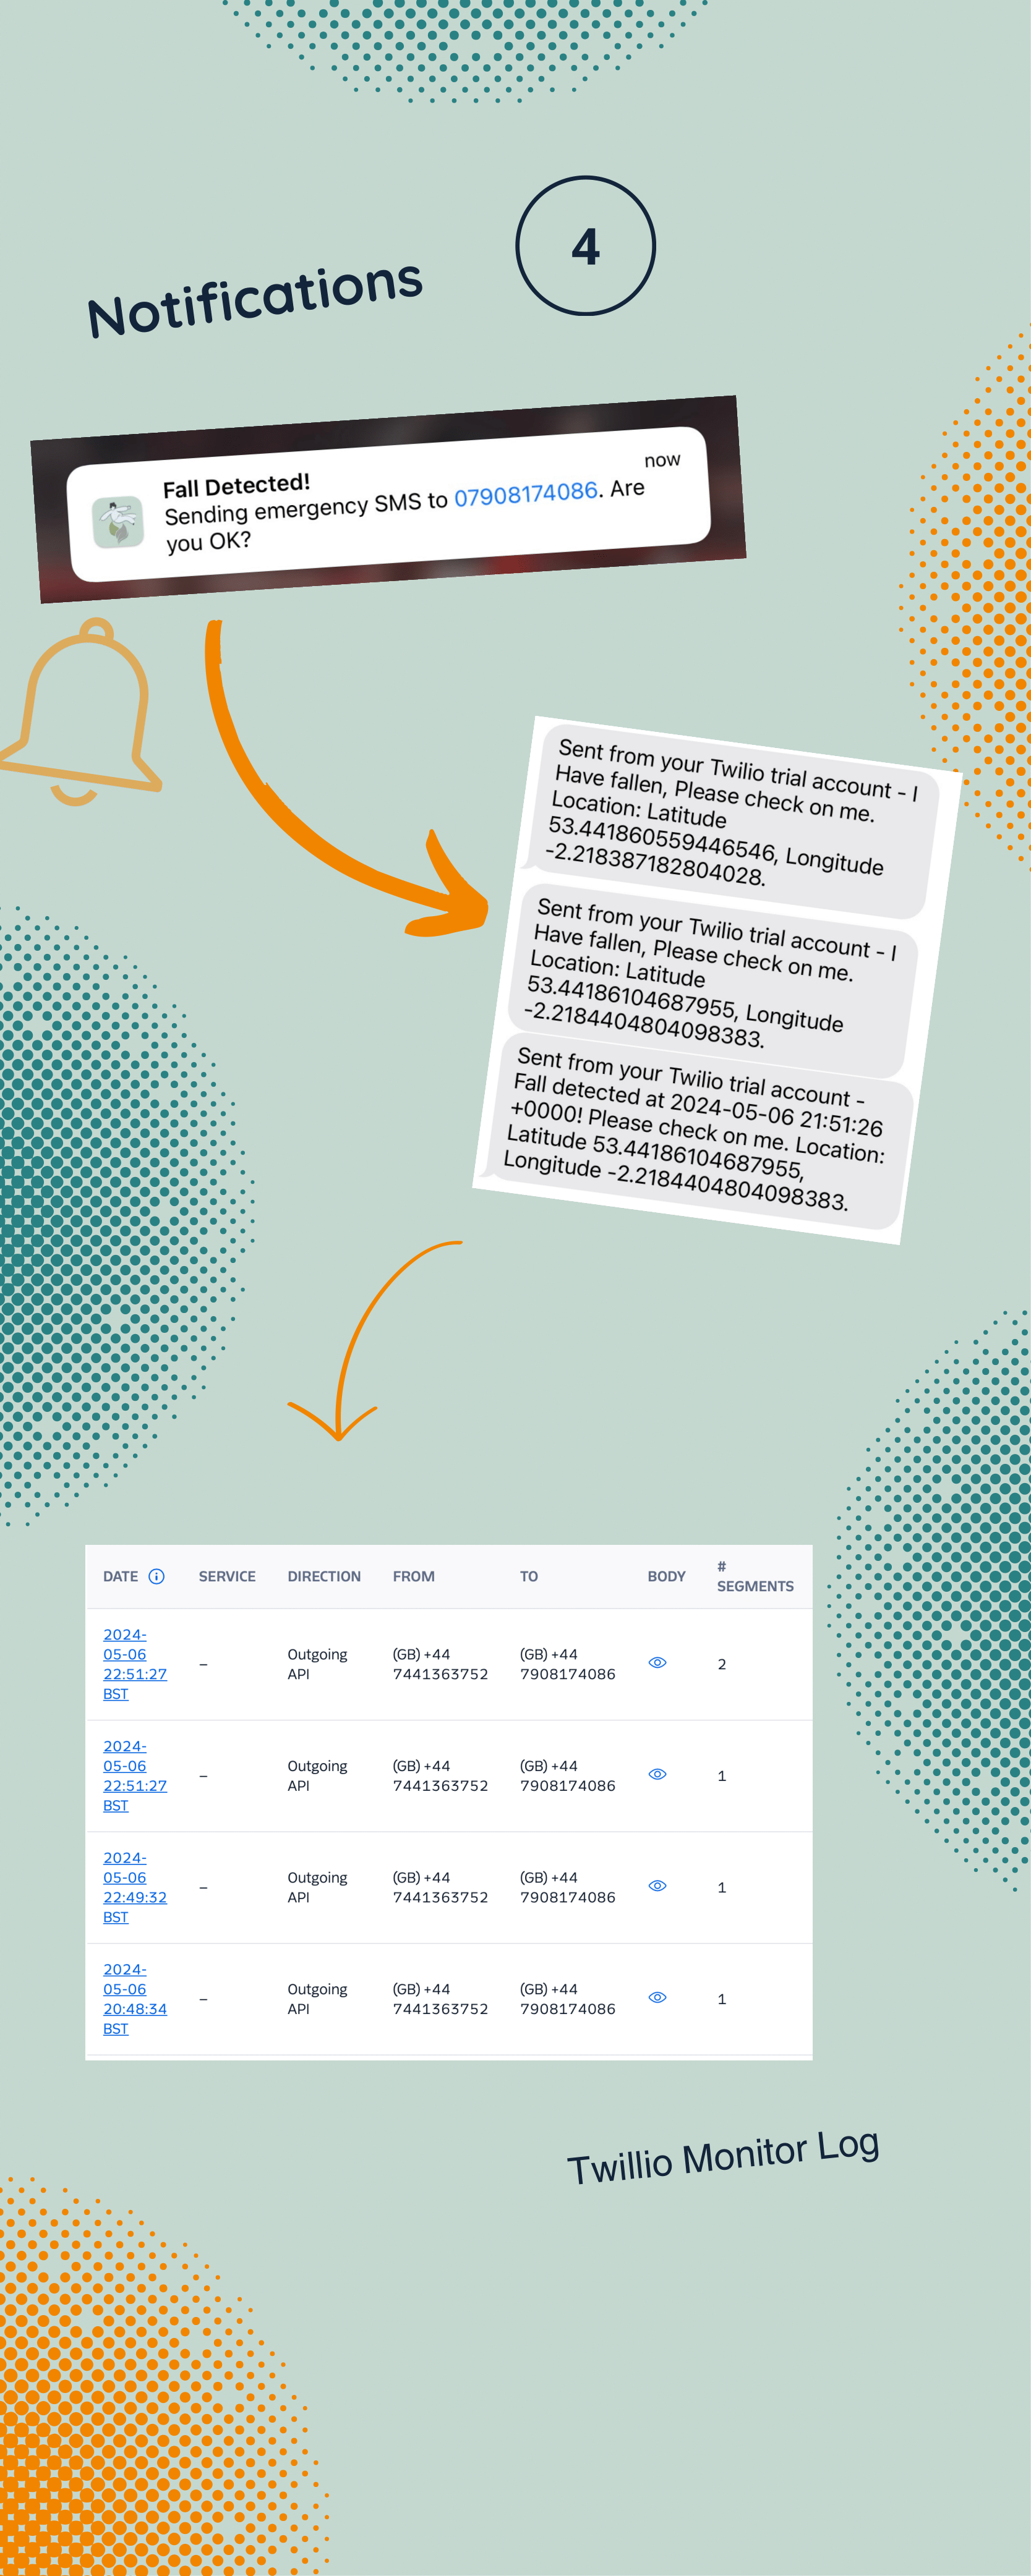 4
Notifications
Fall Detected!
now
Sending emergency SMS to 07908174086. Are
you OK?
Sent from your Twilio trial account - I
Have fallen, Please check on me.
Location: Latitude
53.441860559446546, Longitude
-2.218387182804028.
Sent from your Twilio trial account - I
Have fallen, Please check on me.
Location: Latitude
53.44186104687955, Longitude
-2.2184404804098383.
Sent from your Twilio trial account -
Fall detected at 2024-05-06 21:51:26
+0000! Please check on me. Location:
Latitude 53.44186104687955,
Longitude -2.2184404804098383.
DATE SERVICE DIRECTION FROM TO BODY # SEGMENTS
2024-
05-06 Outgoing (GB) +44 (GB) +44
22:51:27 – API 7441363752 7908174086 2
BST
2024-
05-06 Outgoing (GB) +44 (GB) +44
22:51:27 – API 7441363752 7908174086 1
BST
2024-
05-06 Outgoing (GB) +44 (GB) +44
22:49:32 – API 7441363752 7908174086 1
BST
2024-
05-06 Outgoing (GB) +44 (GB) +44
20:48:34 – API 7441363752 7908174086 1
BST
Twillio Monitor Log